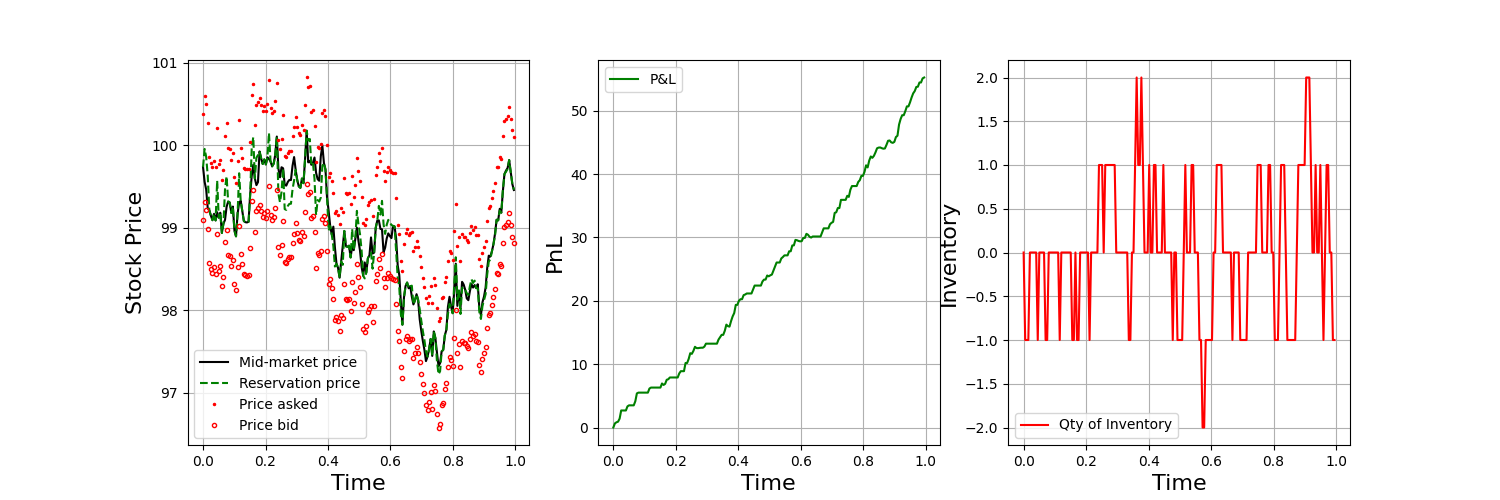 Stock Price
101
100
99
98
97
Mid-market price
Reservation price
Price asked
Price bid
0.0 0.2 0.4 0.6 0.8 1.0
Time
PnL
50
40
30
20
10
0
P&L
0.0 0.2 0.4 0.6 0.8 1.0
Time
Inventory
2.0
1.5
1.0
0.5
0.0
−0.5
−1.0
−1.5
−2.0
Qty of Inventory
0.0 0.2 0.4 0.6 0.8 1.0
Time